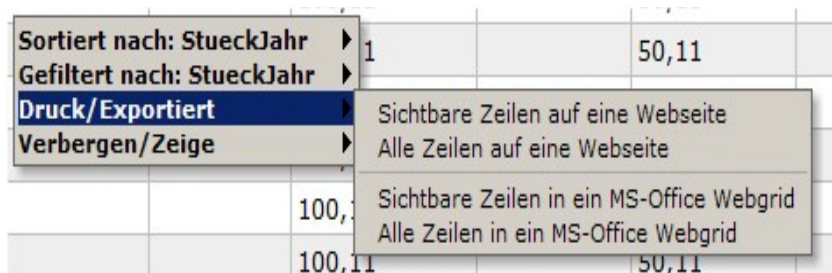 Sortiert nach: StueckJahr
1
50,11
Gefiltert nach: StueckJahr
Druck/Exportiert
Sichtbare Zeilen auf eine Webseite
Verbergen/Zeige
Alle Zeilen auf eine Webseite
Sichtbare Zeilen in ein MS-Office Webgrid
100,
Alle Zeilen in ein MS-Office Webgrid
100,11
50,11